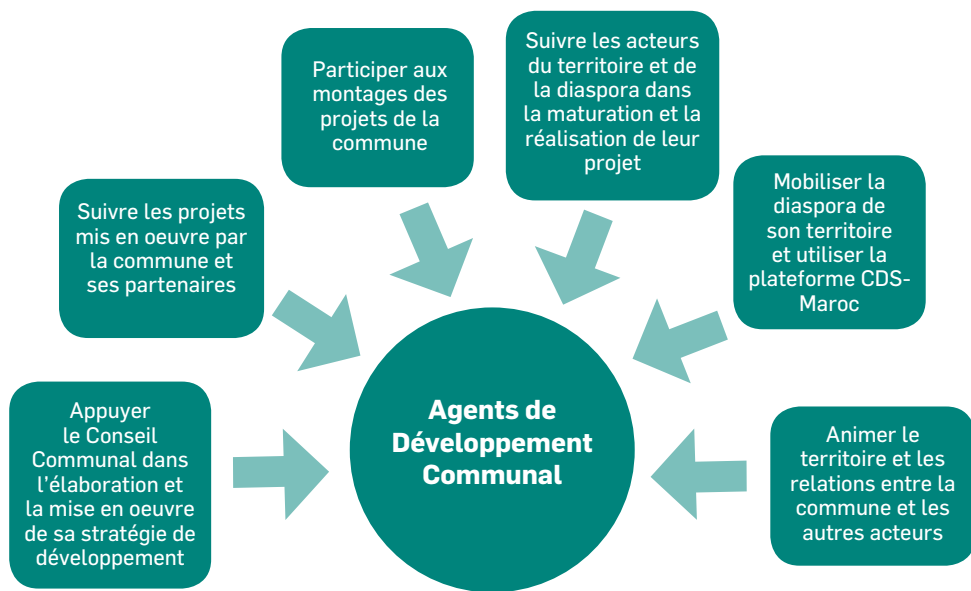 Participer aux
montages des
projets de la
commune
Suivre les acteurs
du territoire et de
la diaspora dans
la maturation et la
réalisation de leur
projet
Suivre les projets
mis en oeuvre par
la commune et
ses partenaires
Mobiliser la
diaspora de
son territoire
et utiliser la
plateforme CDS-
Maroc
Appuyer
le Conseil
Communal dans
l'élaboration et
la mise en oeuvre
de sa stratégie de
développement
Agents de
Développement
Communal
Animer le
territoire et les
relations entre la
commune et les
autres acteurs